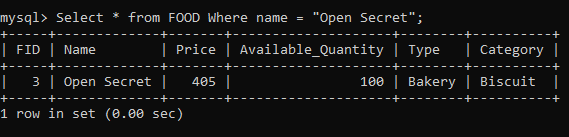 mysql> Select * from FOOD Where name = "Open Secret";
+-----+-------------+-------+--------------------+--------+----------+
| FID | Name        | Price | Available_Quantity | Type   | Category |
+-----+-------------+-------+--------------------+--------+----------+
|   3 | Open Secret |   405 |                100 | Bakery | Biscuit  |
+-----+-------------+-------+--------------------+--------+----------+
1 row in set (0.00 sec)